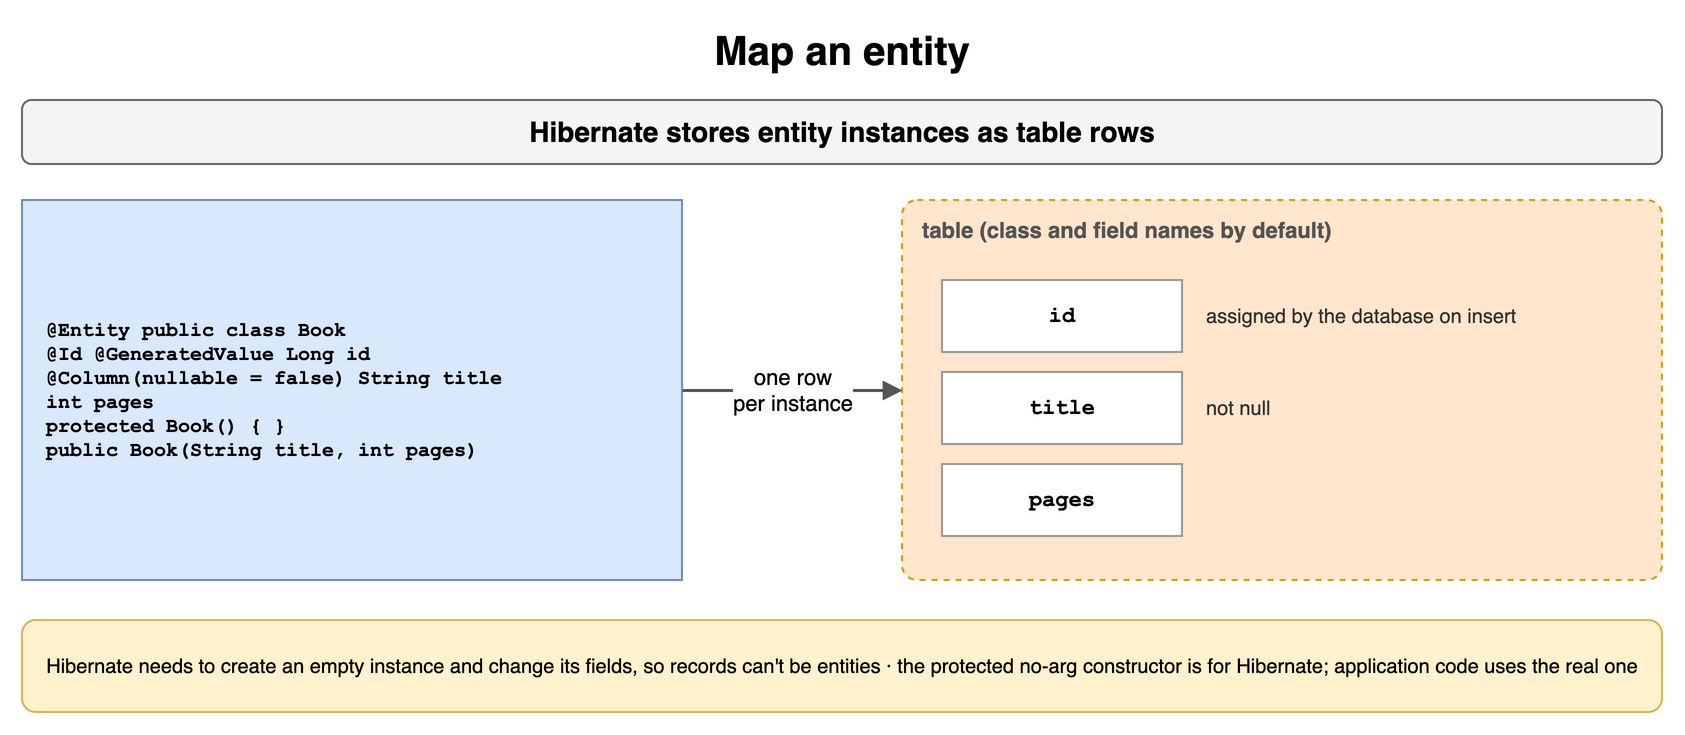 Map an entity
Hibernate stores entity instances as table rows
@Entity public class Book
@Id @GeneratedValue Long id
@Column(nullable = false) String title
int pages
protected Book() { }
public Book(String title, int pages)
one row
per instance
table (class and field names by default)
id
assigned by the database on insert
title
not null
pages
Hibernate needs to create an empty instance and change its fields, so records can't be entities · the protected no-arg constructor is for Hibernate; application code uses the real one